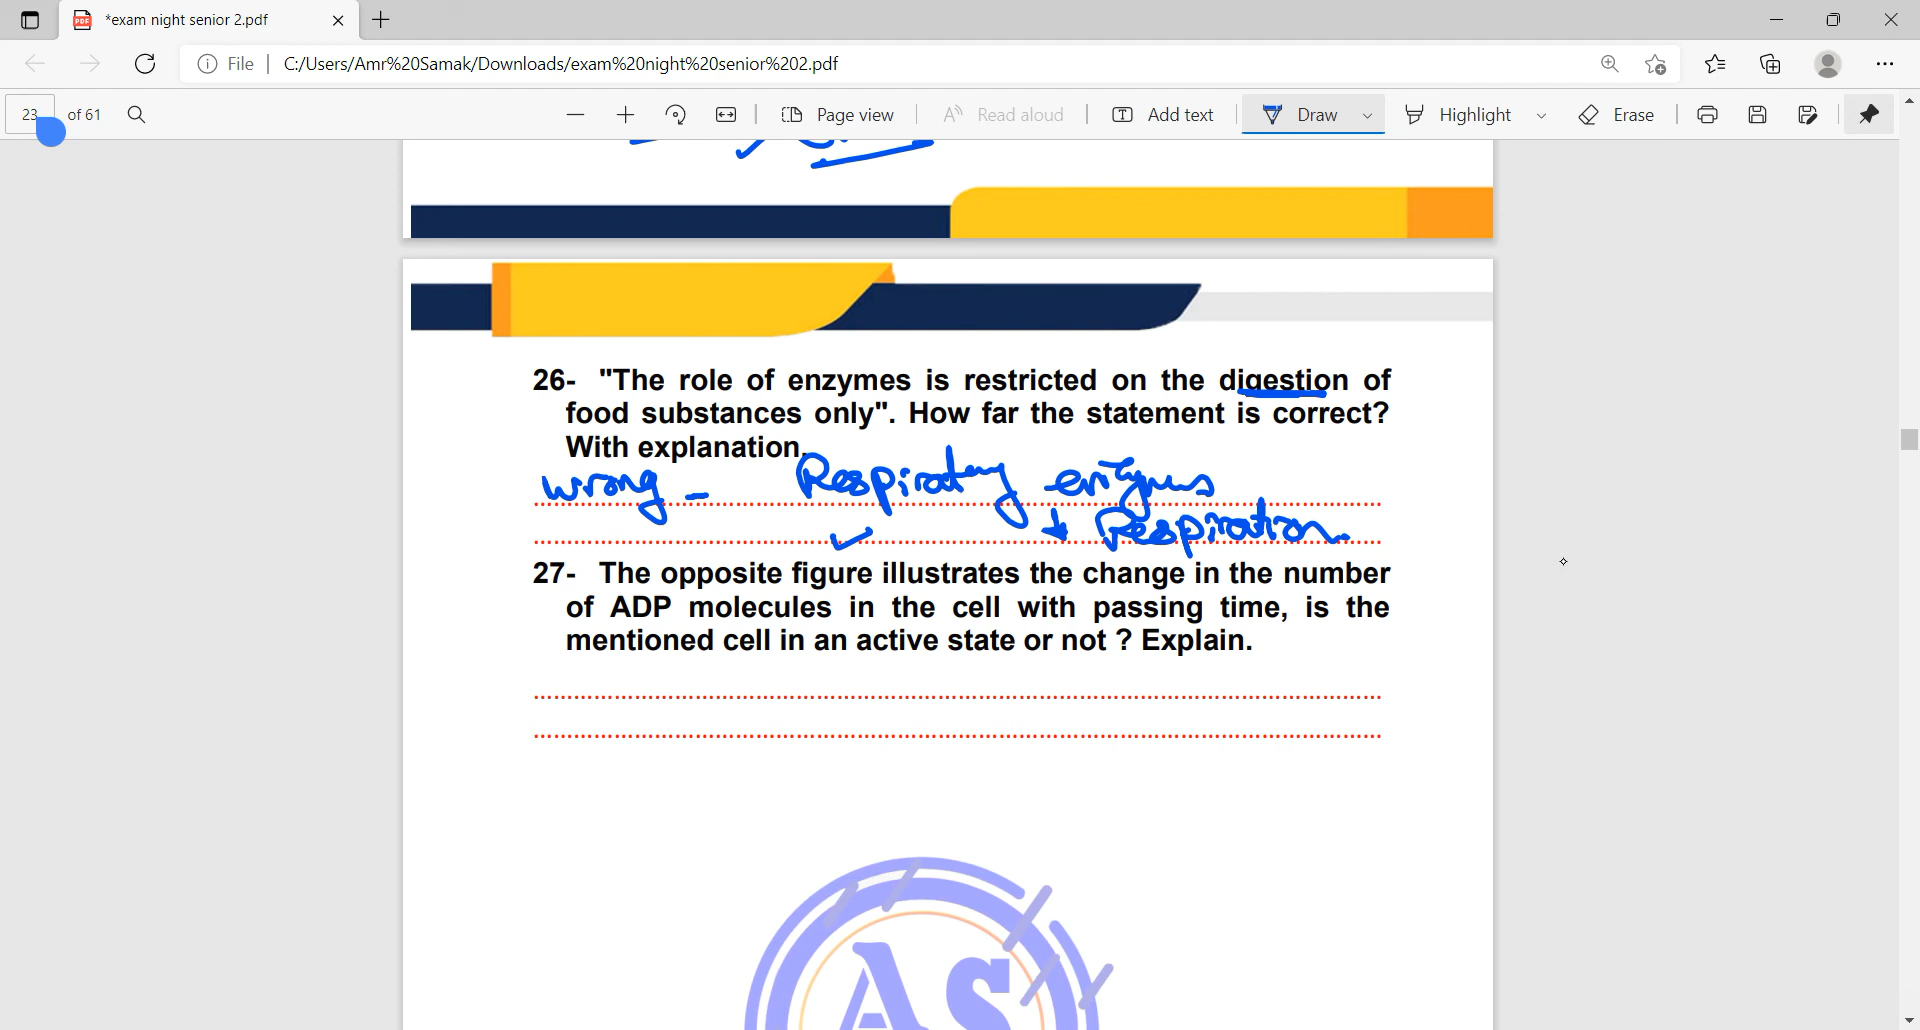 *exam night senior 2.pdf
File C:/Users/Amr%20Samak/Downloads/exam%20night%20senior%202.pdf
23 of 61 Page view Read aloud Add text Draw Highlight Erase
26- "The role of enzymes is restricted on the digestion of
food substances only". How far the statement is correct?
With explanation.
wrong - Respiratory enzymes
Respiration
27- The opposite figure illustrates the change in the number
of ADP molecules in the cell with passing time, is the
mentioned cell in an active state or not ? Explain.
AS